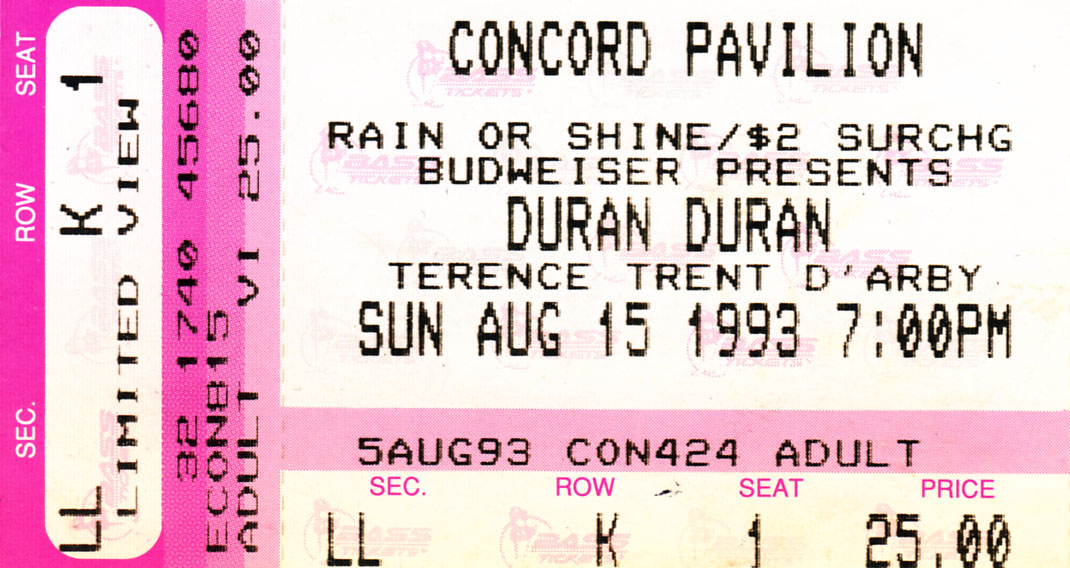 SEAT
ROW
SEC.
LL K 1
LIMITED VIEW
32 1740 45680
ECON815
ADULT VI 25.00
CONCORD PAVILION
RAIN OR SHINE/$2 SURCHG
BUDWEISER PRESENTS
DURAN DURAN
TERENCE TRENT D'ARBY
SUN AUG 15 1993 7:00PM
5AUG93 CON424 ADULT
SEC. ROW SEAT PRICE
LL K 1 25.00
BASS
TICKETS